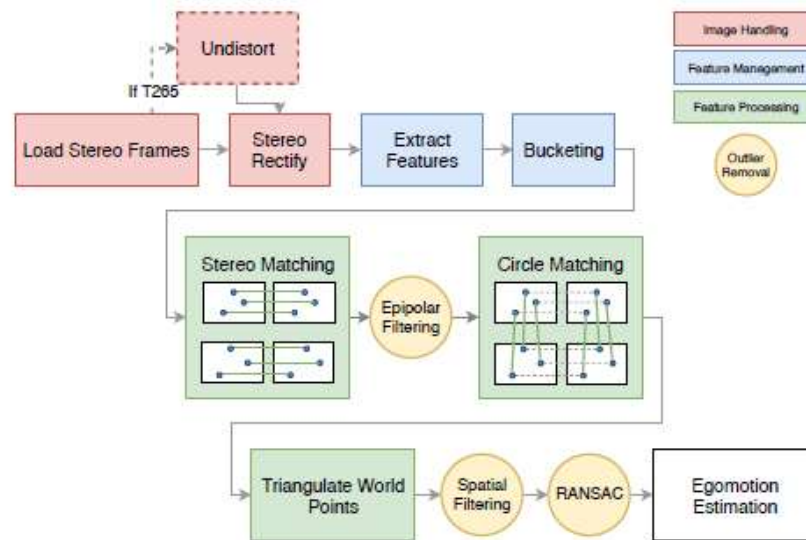 Undistort
Image Handling
Feature Management
Feature Processing
Outlier
Removal
If T265
Load Stereo Frames
Stereo
Rectify
Extract
Features
Bucketing
Stereo Matching
Epipolar
Filtering
Circle Matching
Triangulate World
Points
Spatial
Filtering
RANSAC
Egomotion
Estimation